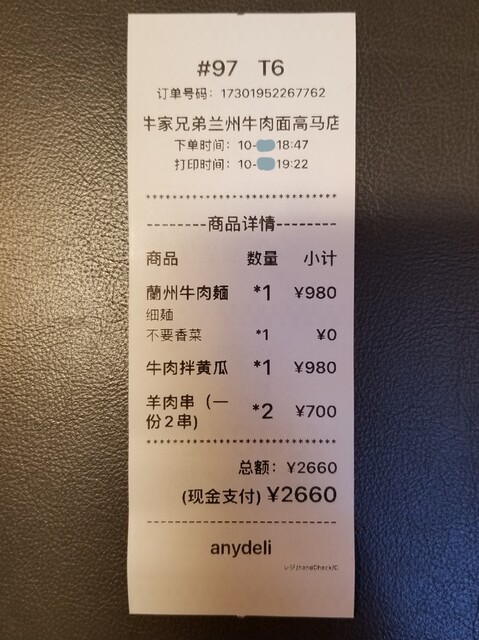 #97 T6
订单号码：17301952267762
牛家兄弟兰州牛肉面高马店
下单时间：10- 18:47
打印时间：10- 19:22
商品详情
商品 数量 小计
蘭州牛肉麺 *1 ¥980
细麺
不要香菜 *1 ¥0
牛肉拌黄瓜 *1 ¥980
羊肉串（一 *2 ¥700
份2串)
总额：¥2660
(现金支付) ¥2660
anydeli